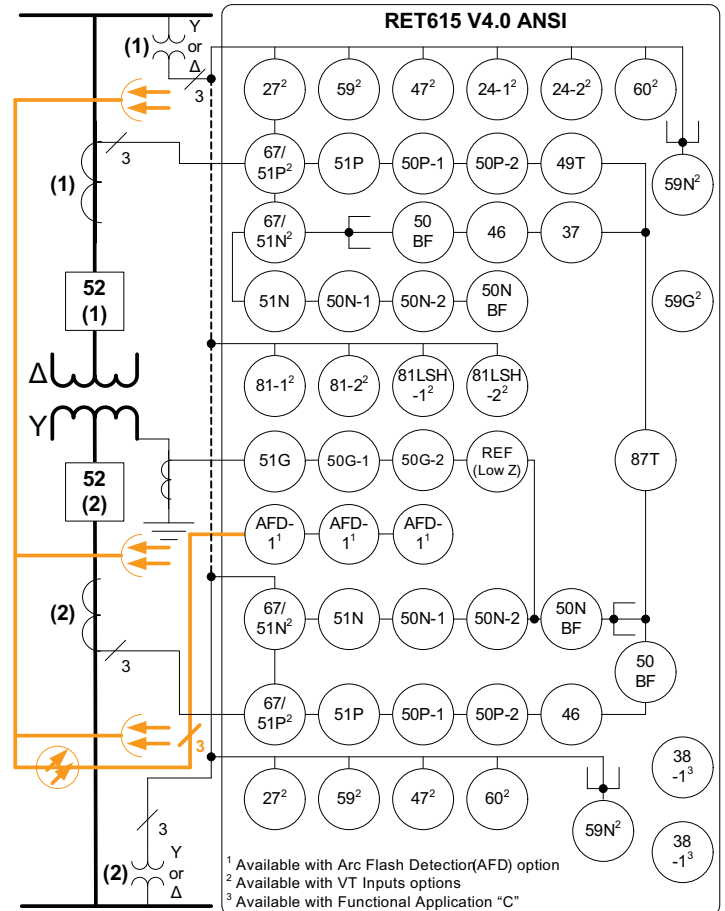 RET615 V4.0 ANSI
(1)
Y
or
Δ
3
27²
59²
47²
24-1²
24-2²
60²
3
(1)
67/
51P²
51P
50P-1
50P-2
49T
59N²
67/
51N²
50
BF
46
37
52
(1)
51N
50N-1
50N-2
50N
BF
59G²
Δ
81-1²
81-2²
81LSH
-1²
81LSH
-2²
Y
52
(2)
51G
50G-1
50G-2
REF
(Low Z)
87T
AFD-
1¹
AFD-
1¹
AFD-
1¹
(2)
67/
51N²
51N
50N-1
50N-2
50N
BF
3
50
BF
67/
51P²
51P
50P-1
50P-2
46
3
38
-1³
27²
59²
47²
60²
59N²
3
38
-1³
(2)
Y
or
Δ
¹ Available with Arc Flash Detection(AFD) option
² Available with VT Inputs options
³ Available with Functional Application "C"